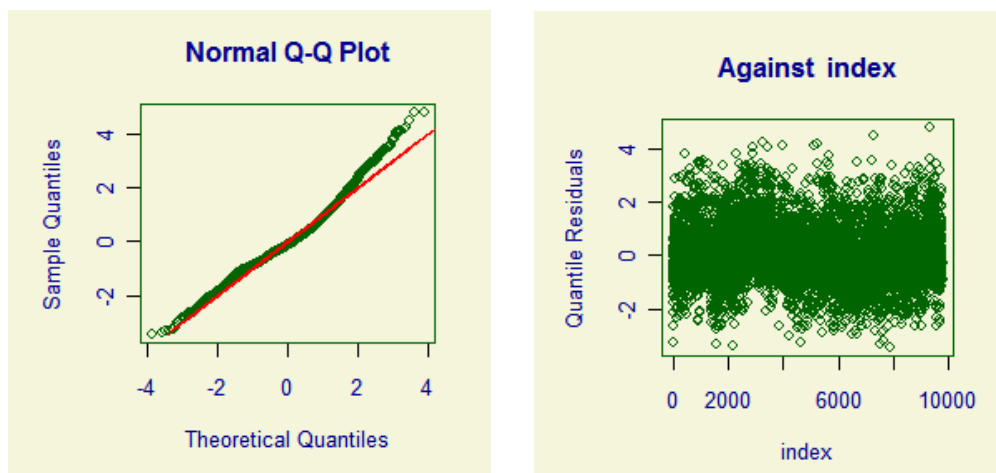 Normal Q-Q Plot
Sample Quantiles
4
2
0
-2
-4 -2 0 2 4
Theoretical Quantiles
Against index
Quantile Residuals
4
2
0
-2
0 2000 6000 10000
index